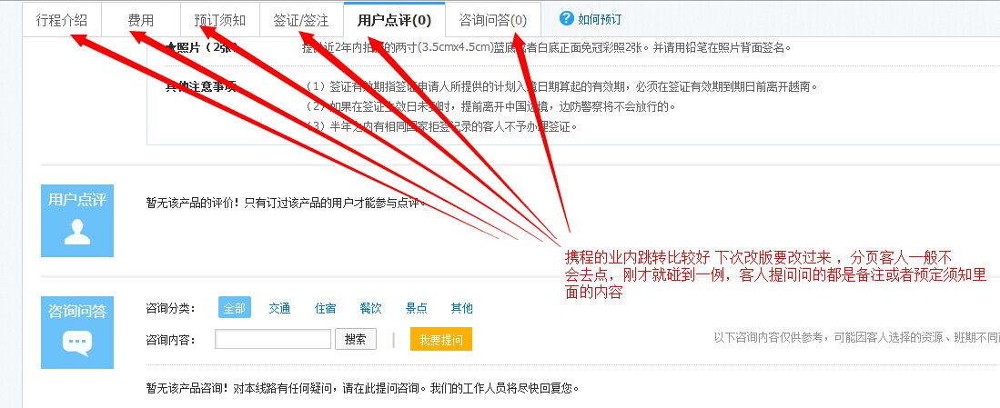 行程介绍 费用 预订须知 签证/签注 用户点评(0) 咨询问答(0) ? 如何预订
★照片（2张） 提供近2年内拍摄的两寸(3.5cmx4.5cm)蓝底或者白底正面免冠彩照2张。并请用铅笔在照片背面签名。
其他注意事项 （1）签证有效期指签证申请人所提供的计划入境日期算起的有效期，必须在签证有效期到期日前离开越南。
（2）如果在签证生效日未到时，提前离开中国边境，边防警察将不会放行的。
（3）半年之内有相同国家拒签记录的客人不予办理签证。
用户点评
暂无该产品的评价！只有订过该产品的用户才能参与点评。
携程的业内跳转比较好 下次改版要改过来 ，分页客人一般不
会去点，刚才就碰到一例，客人提问问的都是备注或者预定须知里
面的内容
咨询问答
咨询分类： 全部 交通 住宿 餐饮 景点 其他
咨询内容： 搜索 | 我要提问 以下咨询内容仅供参考，可能因客人选择的资源、班期不同
暂无该产品咨询！对本线路有任何疑问，请在此提问咨询。我们的工作人员将尽快回复您。